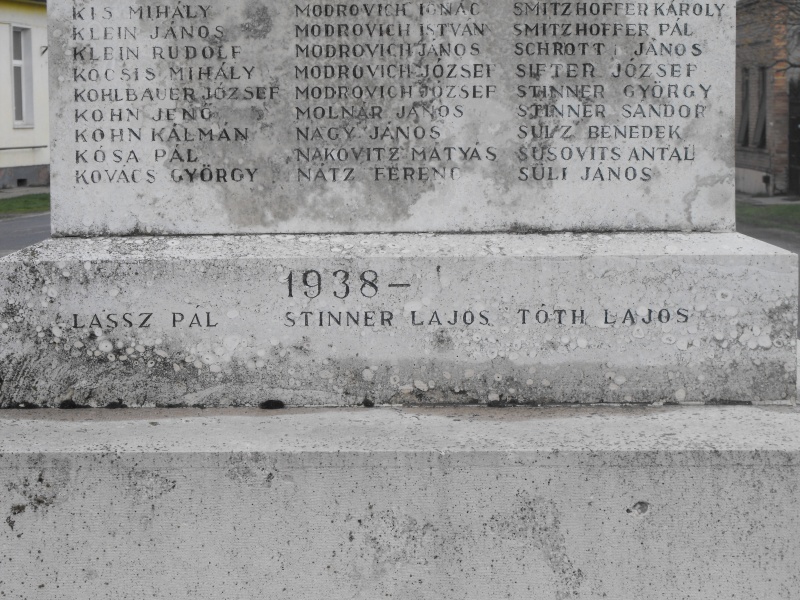 KIS MIHÁLY MODROVICH IGNÁC SMITZHOFFER KÁROLY
KLEIN JÁNOS MODROVICH ISTVÁN SMITZHOFFER PÁL
KLEIN RUDOLF MODROVICH JÁNOS SCHROTT JÁNOS
KOCSIS MIHÁLY MODROVICH JÓZSEF SIFTER JÓZSEF
KOHLBAUER JÓZSEF MODROVICH JÓZSEF STINNER GYÖRGY
KOHN JENŐ MOLNÁR JÁNOS STINNER SÁNDOR
KOHN KÁLMÁN NAGY JÁNOS SULZ BENEDEK
KÓSA PÁL NAKOVITZ MÁTYÁS SUSOVITS ANTAL
KOVÁCS GYÖRGY NÁTZ FERENC SÜLI JÁNOS
1938–
LASSZ PÁL STINNER LAJOS TÓTH LAJOS